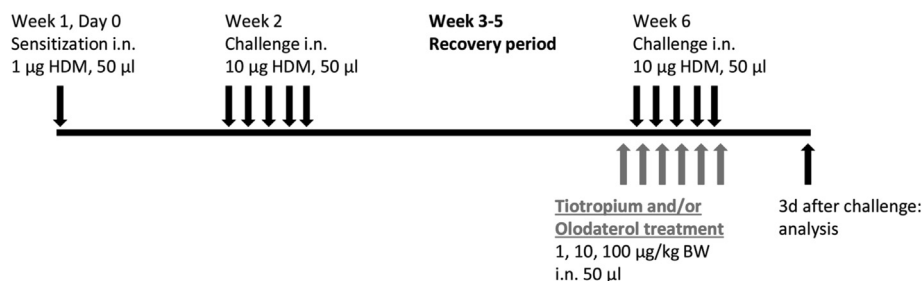 Week 1, Day 0
Sensitization i.n.
1 µg HDM, 50 µl
Week 2
Challenge i.n.
10 µg HDM, 50 µl
Week 3-5
Recovery period
Week 6
Challenge i.n.
10 µg HDM, 50 µl
Tiotropium and/or
Olodaterol treatment
1, 10, 100 µg/kg BW
i.n. 50 µl
3d after challenge:
analysis